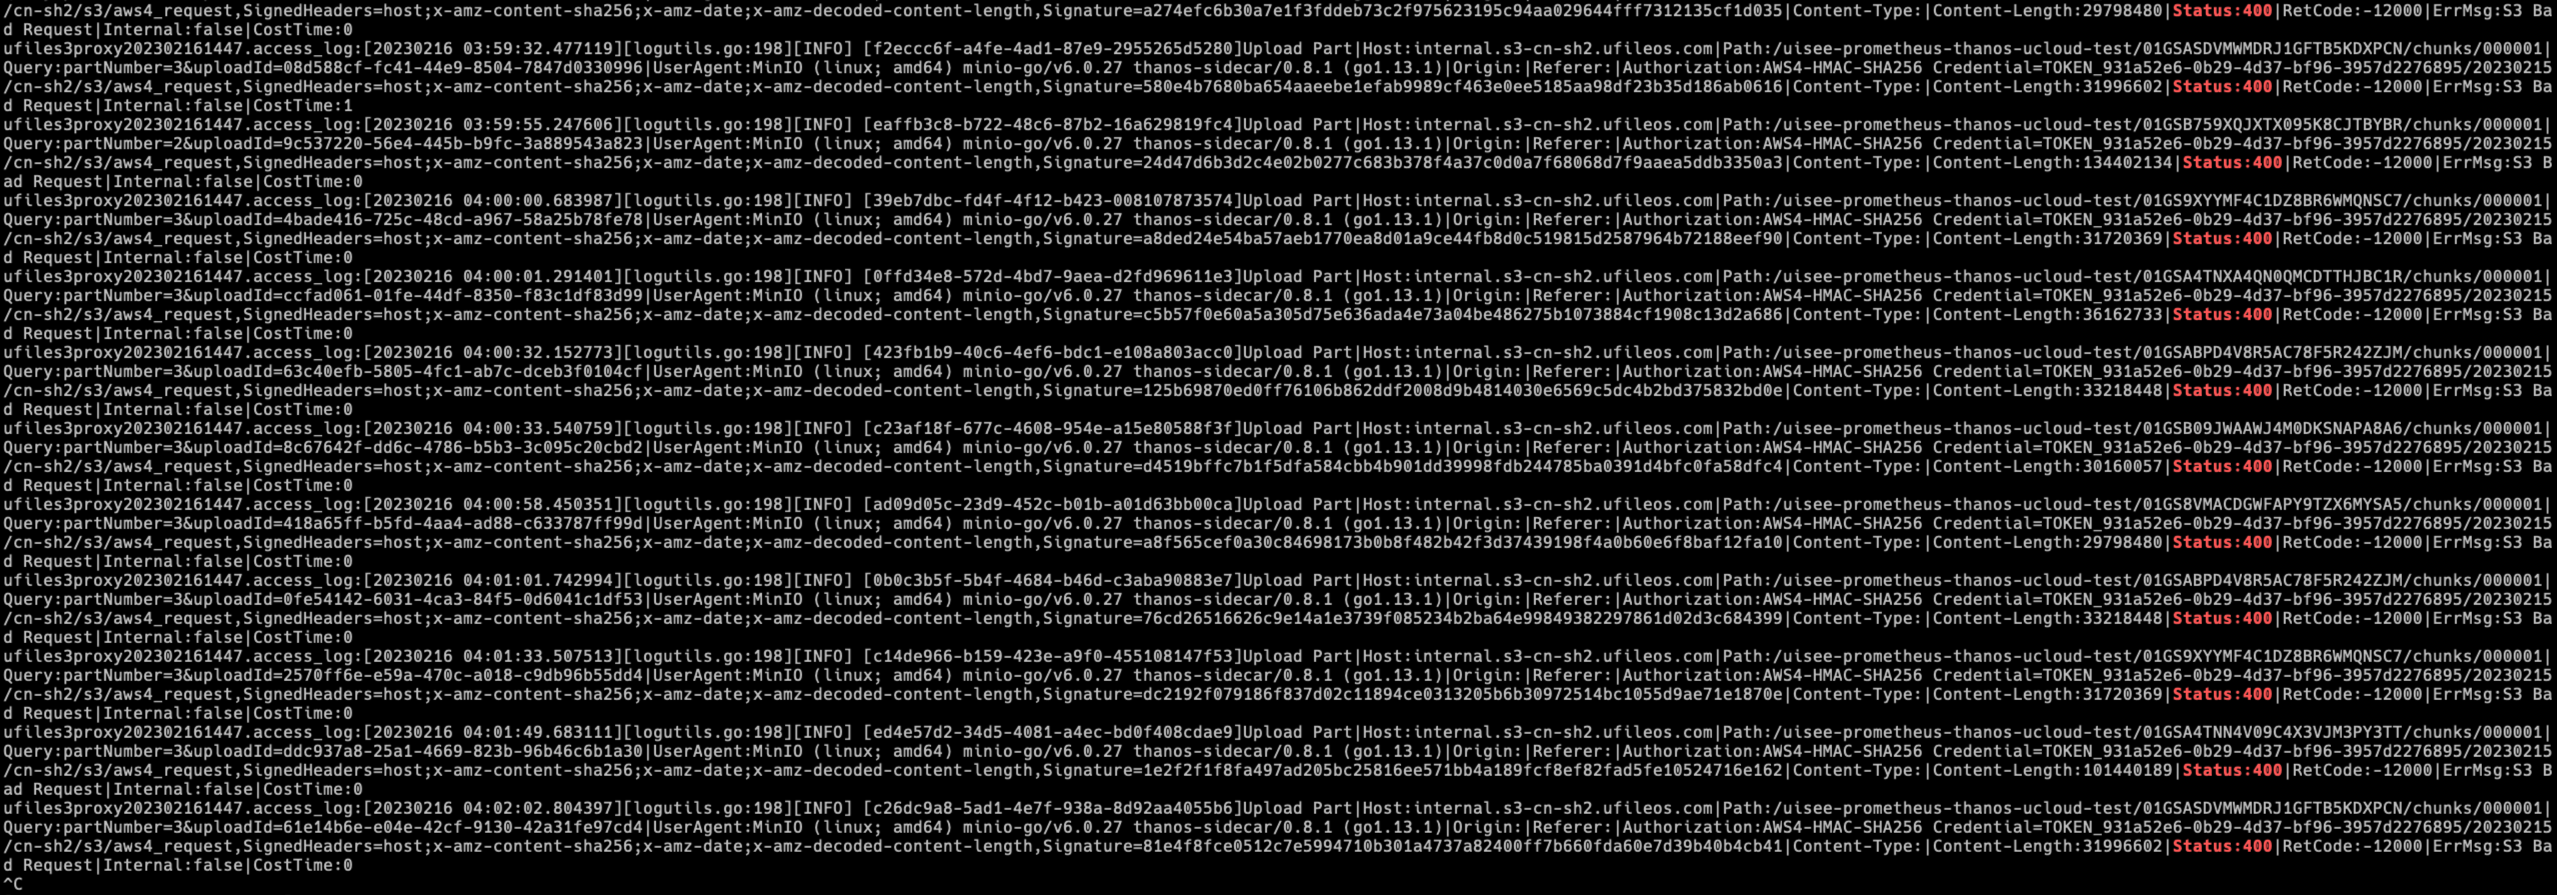 /cn-sh2/s3/aws4_request,SignedHeaders=host;x-amz-content-sha256;x-amz-date;x-amz-decoded-content-length,Signature=a274efc6b30a7e1f3fddeb73c2f975623195c94aa029644fff7312135cf1d035|Content-Type:|Content-Length:29798480|Status:400|RetCode:-12000|ErrMsg:S3 Ba
d Request|Internal:false|CostTime:0
ufiles3proxy202302161447.access_log:[20230216 03:59:32.477119][logutils.go:198][INFO] [f2eccc6f-a4fe-4ad1-87e9-2955265d5280]Upload Part|Host:internal.s3-cn-sh2.ufileos.com|Path:/uisee-prometheus-thanos-ucloud-test/01GSASDVMWMDRJ1GFTB5KDXPCN/chunks/000001|
Query:partNumber=3&uploadId=08d588cf-fc41-44e9-8504-7847d0330996|UserAgent:MinIO (linux; amd64) minio-go/v6.0.27 thanos-sidecar/0.8.1 (go1.13.1)|Origin:|Referer:|Authorization:AWS4-HMAC-SHA256 Credential=TOKEN_931a52e6-0b29-4d37-bf96-3957d2276895/20230215
/cn-sh2/s3/aws4_request,SignedHeaders=host;x-amz-content-sha256;x-amz-date;x-amz-decoded-content-length,Signature=580e4b7680ba654aaeebe1efab9989cf463e0ee5185aa98df23b35d186ab0616|Content-Type:|Content-Length:31996602|Status:400|RetCode:-12000|ErrMsg:S3 Ba
d Request|Internal:false|CostTime:1
ufiles3proxy202302161447.access_log:[20230216 03:59:55.247606][logutils.go:198][INFO] [eaffb3c8-b722-48c6-87b2-16a629819fc4]Upload Part|Host:internal.s3-cn-sh2.ufileos.com|Path:/uisee-prometheus-thanos-ucloud-test/01GSB759XQJXTX095K8CJTBYBR/chunks/000001|
Query:partNumber=2&uploadId=9c537220-56e4-445b-b9fc-3a889543a823|UserAgent:MinIO (linux; amd64) minio-go/v6.0.27 thanos-sidecar/0.8.1 (go1.13.1)|Origin:|Referer:|Authorization:AWS4-HMAC-SHA256 Credential=TOKEN_931a52e6-0b29-4d37-bf96-3957d2276895/20230215
/cn-sh2/s3/aws4_request,SignedHeaders=host;x-amz-content-sha256;x-amz-date;x-amz-decoded-content-length,Signature=24d47d6b3d2c4e02b0277c683b378f4a37c0d0a7f68068d7f9aaea5ddb3350a3|Content-Type:|Content-Length:134402134|Status:400|RetCode:-12000|ErrMsg:S3 B
ad Request|Internal:false|CostTime:0
ufiles3proxy202302161447.access_log:[20230216 04:00:00.683987][logutils.go:198][INFO] [39eb7dbc-fd4f-4f12-b423-008107873574]Upload Part|Host:internal.s3-cn-sh2.ufileos.com|Path:/uisee-prometheus-thanos-ucloud-test/01GS9XYYMF4C1DZ8BR6WMQNSC7/chunks/000001|
Query:partNumber=3&uploadId=4bade416-725c-48cd-a967-58a25b78fe78|UserAgent:MinIO (linux; amd64) minio-go/v6.0.27 thanos-sidecar/0.8.1 (go1.13.1)|Origin:|Referer:|Authorization:AWS4-HMAC-SHA256 Credential=TOKEN_931a52e6-0b29-4d37-bf96-3957d2276895/20230215
/cn-sh2/s3/aws4_request,SignedHeaders=host;x-amz-content-sha256;x-amz-date;x-amz-decoded-content-length,Signature=a8ded24e54ba57aeb1770ea8d01a9ce44fb8d0c519815d2587964b72188eef90|Content-Type:|Content-Length:31720369|Status:400|RetCode:-12000|ErrMsg:S3 Ba
d Request|Internal:false|CostTime:0
ufiles3proxy202302161447.access_log:[20230216 04:00:01.291401][logutils.go:198][INFO] [0ffd34e8-572d-4bd7-9aea-d2fd969611e3]Upload Part|Host:internal.s3-cn-sh2.ufileos.com|Path:/uisee-prometheus-thanos-ucloud-test/01GSA4TNXA4QN0QMCDTTHJBC1R/chunks/000001|
Query:partNumber=3&uploadId=ccfad061-01fe-44df-8350-f83c1df83d99|UserAgent:MinIO (linux; amd64) minio-go/v6.0.27 thanos-sidecar/0.8.1 (go1.13.1)|Origin:|Referer:|Authorization:AWS4-HMAC-SHA256 Credential=TOKEN_931a52e6-0b29-4d37-bf96-3957d2276895/20230215
/cn-sh2/s3/aws4_request,SignedHeaders=host;x-amz-content-sha256;x-amz-date;x-amz-decoded-content-length,Signature=c5b57f0e60a5a305d75e636ada4e73a04be486275b1073884cf1908c13d2a686|Content-Type:|Content-Length:36162733|Status:400|RetCode:-12000|ErrMsg:S3 Ba
d Request|Internal:false|CostTime:0
ufiles3proxy202302161447.access_log:[20230216 04:00:32.152773][logutils.go:198][INFO] [423fb1b9-40c6-4ef6-bdc1-e108a803acc0]Upload Part|Host:internal.s3-cn-sh2.ufileos.com|Path:/uisee-prometheus-thanos-ucloud-test/01GSABPD4V8R5AC78F5R242ZJM/chunks/000001|
Query:partNumber=3&uploadId=63c40efb-5805-4fc1-ab7c-dceb3f0104cf|UserAgent:MinIO (linux; amd64) minio-go/v6.0.27 thanos-sidecar/0.8.1 (go1.13.1)|Origin:|Referer:|Authorization:AWS4-HMAC-SHA256 Credential=TOKEN_931a52e6-0b29-4d37-bf96-3957d2276895/20230215
/cn-sh2/s3/aws4_request,SignedHeaders=host;x-amz-content-sha256;x-amz-date;x-amz-decoded-content-length,Signature=125b69870ed0ff76106b862ddf2008d9b4814030e6569c5dc4b2bd375832bd0e|Content-Type:|Content-Length:33218448|Status:400|RetCode:-12000|ErrMsg:S3 Ba
d Request|Internal:false|CostTime:0
ufiles3proxy202302161447.access_log:[20230216 04:00:33.540759][logutils.go:198][INFO] [c23af18f-677c-4608-954e-a15e80588f3f]Upload Part|Host:internal.s3-cn-sh2.ufileos.com|Path:/uisee-prometheus-thanos-ucloud-test/01GSB09JWAAWJ4M0DKSNAPA8A6/chunks/000001|
Query:partNumber=3&uploadId=8c67642f-dd6c-4786-b5b3-3c095c20cbd2|UserAgent:MinIO (linux; amd64) minio-go/v6.0.27 thanos-sidecar/0.8.1 (go1.13.1)|Origin:|Referer:|Authorization:AWS4-HMAC-SHA256 Credential=TOKEN_931a52e6-0b29-4d37-bf96-3957d2276895/20230215
/cn-sh2/s3/aws4_request,SignedHeaders=host;x-amz-content-sha256;x-amz-date;x-amz-decoded-content-length,Signature=d4519bffc7b1f5dfa584cbb4b901dd39998fdb244785ba0391d4bfc0fa58dfc4|Content-Type:|Content-Length:30160057|Status:400|RetCode:-12000|ErrMsg:S3 Ba
d Request|Internal:false|CostTime:0
ufiles3proxy202302161447.access_log:[20230216 04:00:58.450351][logutils.go:198][INFO] [ad09d05c-23d9-452c-b01b-a01d63bb00ca]Upload Part|Host:internal.s3-cn-sh2.ufileos.com|Path:/uisee-prometheus-thanos-ucloud-test/01GS8VMACDGWFAPY9TZX6MYSA5/chunks/000001|
Query:partNumber=3&uploadId=418a65ff-b5fd-4aa4-ad88-c633787ff99d|UserAgent:MinIO (linux; amd64) minio-go/v6.0.27 thanos-sidecar/0.8.1 (go1.13.1)|Origin:|Referer:|Authorization:AWS4-HMAC-SHA256 Credential=TOKEN_931a52e6-0b29-4d37-bf96-3957d2276895/20230215
/cn-sh2/s3/aws4_request,SignedHeaders=host;x-amz-content-sha256;x-amz-date;x-amz-decoded-content-length,Signature=a8f565cef0a30c84698173b0b8f482b42f3d37439198f4a0b60e6f8baf12fa10|Content-Type:|Content-Length:29798480|Status:400|RetCode:-12000|ErrMsg:S3 Ba
d Request|Internal:false|CostTime:0
ufiles3proxy202302161447.access_log:[20230216 04:01:01.742994][logutils.go:198][INFO] [0b0c3b5f-5b4f-4684-b46d-c3aba90883e7]Upload Part|Host:internal.s3-cn-sh2.ufileos.com|Path:/uisee-prometheus-thanos-ucloud-test/01GSABPD4V8R5AC78F5R242ZJM/chunks/000001|
Query:partNumber=3&uploadId=0fe54142-6031-4ca3-84f5-0d6041c1df53|UserAgent:MinIO (linux; amd64) minio-go/v6.0.27 thanos-sidecar/0.8.1 (go1.13.1)|Origin:|Referer:|Authorization:AWS4-HMAC-SHA256 Credential=TOKEN_931a52e6-0b29-4d37-bf96-3957d2276895/20230215
/cn-sh2/s3/aws4_request,SignedHeaders=host;x-amz-content-sha256;x-amz-date;x-amz-decoded-content-length,Signature=76cd26516626c9e14a1e3739f085234b2ba64e99849382297861d02d3c684399|Content-Type:|Content-Length:33218448|Status:400|RetCode:-12000|ErrMsg:S3 Ba
d Request|Internal:false|CostTime:0
ufiles3proxy202302161447.access_log:[20230216 04:01:33.507513][logutils.go:198][INFO] [c14de966-b159-423e-a9f0-455108147f53]Upload Part|Host:internal.s3-cn-sh2.ufileos.com|Path:/uisee-prometheus-thanos-ucloud-test/01GS9XYYMF4C1DZ8BR6WMQNSC7/chunks/000001|
Query:partNumber=3&uploadId=2570ff6e-e59a-470c-a018-c9db96b55dd4|UserAgent:MinIO (linux; amd64) minio-go/v6.0.27 thanos-sidecar/0.8.1 (go1.13.1)|Origin:|Referer:|Authorization:AWS4-HMAC-SHA256 Credential=TOKEN_931a52e6-0b29-4d37-bf96-3957d2276895/20230215
/cn-sh2/s3/aws4_request,SignedHeaders=host;x-amz-content-sha256;x-amz-date;x-amz-decoded-content-length,Signature=dc2192f079186f837d02c11894ce0313205b6b30972514bc1055d9ae71e1870e|Content-Type:|Content-Length:31720369|Status:400|RetCode:-12000|ErrMsg:S3 Ba
d Request|Internal:false|CostTime:0
ufiles3proxy202302161447.access_log:[20230216 04:01:49.683111][logutils.go:198][INFO] [ed4e57d2-34d5-4081-a4ec-bd0f408cdae9]Upload Part|Host:internal.s3-cn-sh2.ufileos.com|Path:/uisee-prometheus-thanos-ucloud-test/01GSA4TNN4V09C4X3VJM3PY3TT/chunks/000001|
Query:partNumber=3&uploadId=ddc937a8-25a1-4669-823b-96b46c6b1a30|UserAgent:MinIO (linux; amd64) minio-go/v6.0.27 thanos-sidecar/0.8.1 (go1.13.1)|Origin:|Referer:|Authorization:AWS4-HMAC-SHA256 Credential=TOKEN_931a52e6-0b29-4d37-bf96-3957d2276895/20230215
/cn-sh2/s3/aws4_request,SignedHeaders=host;x-amz-content-sha256;x-amz-date;x-amz-decoded-content-length,Signature=1e2f2f1f8fa497ad205bc25816ee571bb4a189fcf8ef82fad5fe10524716e162|Content-Type:|Content-Length:101440189|Status:400|RetCode:-12000|ErrMsg:S3 B
ad Request|Internal:false|CostTime:0
ufiles3proxy202302161447.access_log:[20230216 04:02:02.804397][logutils.go:198][INFO] [c26dc9a8-5ad1-4e7f-938a-8d92aa4055b6]Upload Part|Host:internal.s3-cn-sh2.ufileos.com|Path:/uisee-prometheus-thanos-ucloud-test/01GSASDVMWMDRJ1GFTB5KDXPCN/chunks/000001|
Query:partNumber=3&uploadId=61e14b6e-e04e-42cf-9130-42a31fe97cd4|UserAgent:MinIO (linux; amd64) minio-go/v6.0.27 thanos-sidecar/0.8.1 (go1.13.1)|Origin:|Referer:|Authorization:AWS4-HMAC-SHA256 Credential=TOKEN_931a52e6-0b29-4d37-bf96-3957d2276895/20230215
/cn-sh2/s3/aws4_request,SignedHeaders=host;x-amz-content-sha256;x-amz-date;x-amz-decoded-content-length,Signature=81e4f8fce0512c7e5994710b301a4737a82400ff7b660fda60e7d39b40b4cb41|Content-Type:|Content-Length:31996602|Status:400|RetCode:-12000|ErrMsg:S3 Ba
d Request|Internal:false|CostTime:0
^C